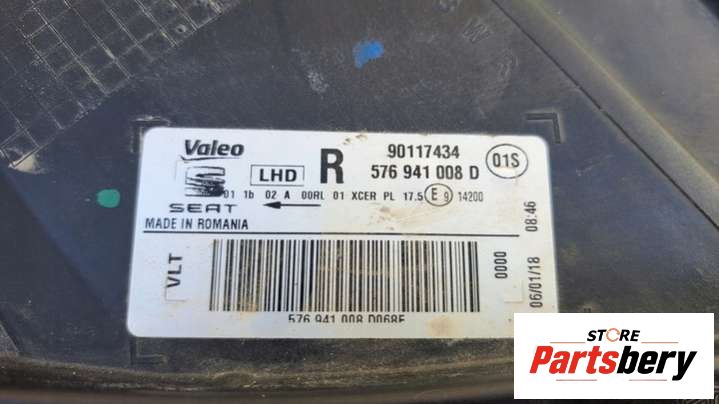 Valeo
LHD R
90117434
576 941 008 D
01S
01 1b 02 A 00RL 01 XCER PL 17.5 E 9 14200
SEAT
MADE IN ROMANIA
VLT
0000
06/01/18 08:46
576 941 008 D068E
STORE
Partsbery